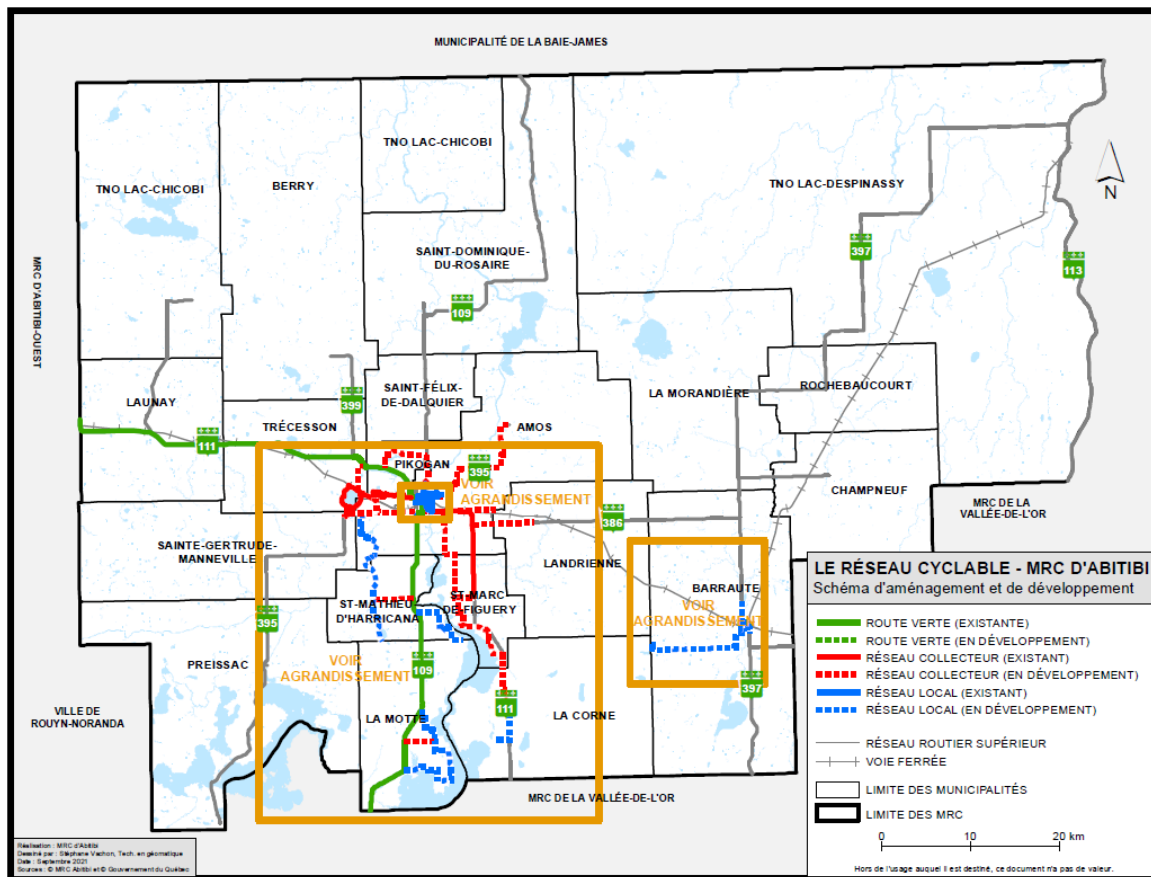 MUNICIPALITÉ DE LA BAIE-JAMES
TNO LAC-CHICOBI
TNO LAC-CHICOBI
BERRY
TNO LAC-DESPINASSY
N
SAINT-DOMINIQUE-
DU-ROSAIRE
397
113
MRC D'ABITIBI-OUEST
109
LAUNAY
SAINT-FÉLIX-
DE-DALQUIER
LA MORANDIÈRE
ROCHEBAUCOURT
399
TRÉCESSON
AMOS
111
PIKOGAN
395
VOIR
AGRANDISSEMENT
CHAMPNEUF
MRC DE LA
VALLÉE-DE-L'OR
386
SAINTE-GERTRUDE-
MANNEVILLE
LANDRIENNE
BARRAUTE
VOIR
AGRANDISSEMENT
ST-MATHIEU
D'HARRICANA
ST-MARC
DE-FIGUERY
395
PREISSAC
VOIR
AGRANDISSEMENT
109
397
111
VILLE DE
ROUYN-NORANDA
LA MOTTE
LA CORNE
MRC DE LA VALLÉE-DE-L'OR
LE RÉSEAU CYCLABLE - MRC D'ABITIBI
Schéma d'aménagement et de développement
ROUTE VERTE (EXISTANTE)
ROUTE VERTE (EN DÉVELOPPEMENT)
RÉSEAU COLLECTEUR (EXISTANT)
RÉSEAU COLLECTEUR (EN DÉVELOPPEMENT)
RÉSEAU LOCAL (EXISTANT)
RÉSEAU LOCAL (EN DÉVELOPPEMENT)
RÉSEAU ROUTIER SUPÉRIEUR
VOIE FERRÉE
LIMITE DES MUNICIPALITÉS
LIMITE DES MRC
0 10 20 km
Hors de l'usage auquel il est destiné, ce document n'a pas de valeur.
Réalisation : MRC d'Abitibi
Dessiné par : Stéphane Vachon, Tech. en géomatique
Date : Septembre 2021
Sources : © MRC Abitibi et © Gouvernement du Québec